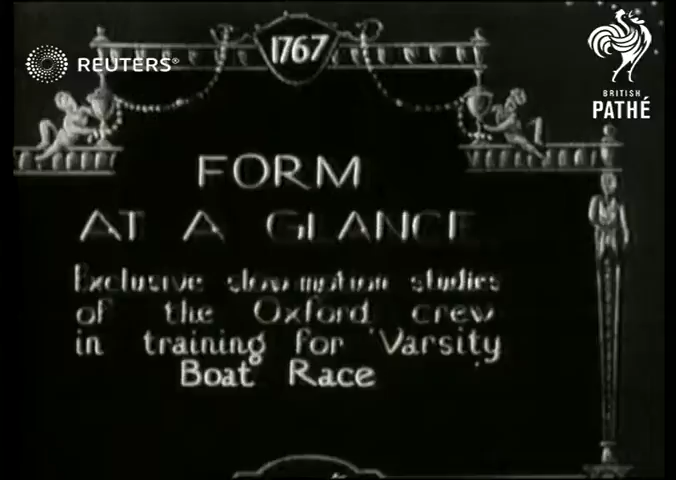 1767
REUTERS®
BRITISH
PATHÉ
FORM
AT A GLANCE
Exclusive slow motion studies
of the Oxford crew
in training for 'Varsity
Boat Race